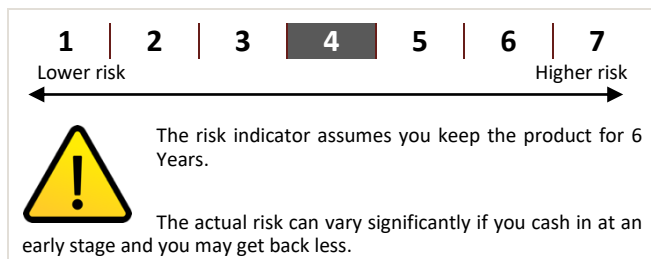 1 2 3 4 5 6 7
Lower risk Higher risk
The risk indicator assumes you keep the product for 6
Years.
The actual risk can vary significantly if you cash in at an
early stage and you may get back less.